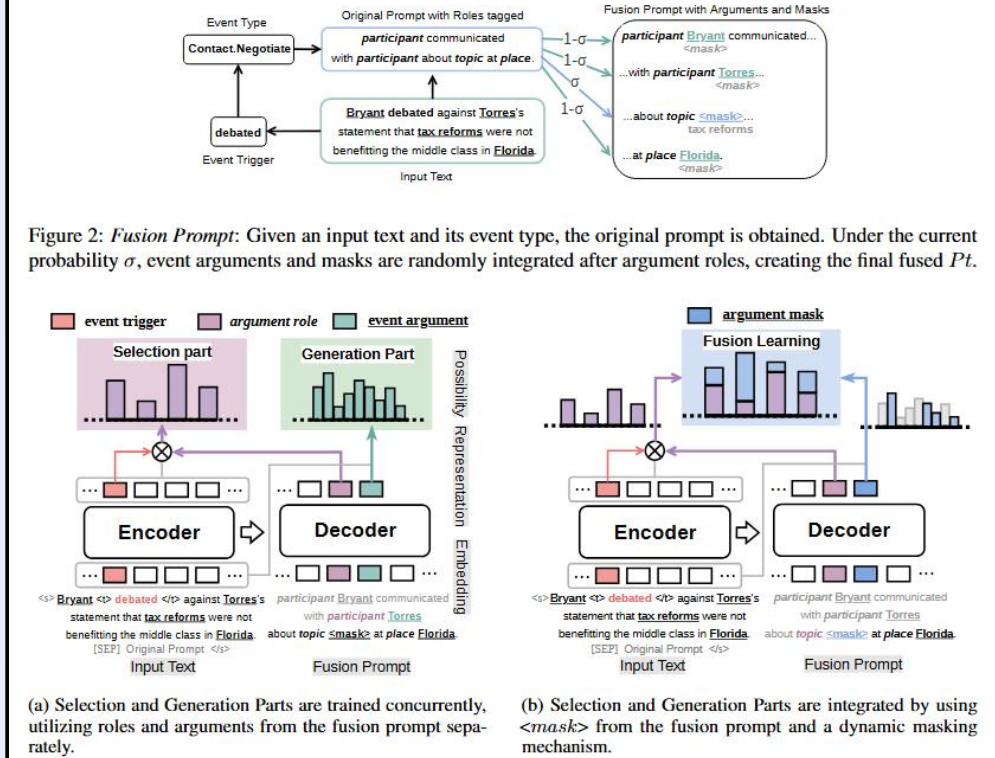 Event Type
Original Prompt with Roles tagged
Fusion Prompt with Arguments and Masks
Contact.Negotiate
participant communicated
with participant about topic at place.
1-σ
1-σ
σ
1-σ
participant Bryant communicated...
<mask>
...with participant Torres...
<mask>
...about topic <mask>...
tax reforms
...at place Florida.
<mask>
debated
Event Trigger
Bryant debated against Torres's
statement that tax reforms were not
benefitting the middle class in Florida.
Input Text
Figure 2: Fusion Prompt: Given an input text and its event type, the original prompt is obtained. Under the current
probability σ, event arguments and masks are randomly integrated after argument roles, creating the final fused Pt.
event trigger argument role event argument
Selection part
Generation Part
Possibility Representation Embedding
... ...
... ...
Encoder
Decoder
... ...
... ...
<s> Bryant <t> debated </t> against Torres's
statement that tax reforms were not
benefitting the middle class in Florida.
[SEP] Original Prompt </s>
Input Text
participant Bryant communicated
with participant Torres
about topic <mask> at place Florida.
Fusion Prompt
(a) Selection and Generation Parts are trained concurrently,
utilizing roles and arguments from the fusion prompt sepa-
rately.
argument mask
Fusion Learning
... ...
... ...
Encoder
Decoder
... ...
... ...
<s> Bryant <t> debated </t> against Torres's
statement that tax reforms were not
benefitting the middle class in Florida.
[SEP] Original Prompt </s>
Input Text
participant Bryant communicated
with participant Torres
about topic <mask> at place Florida.
Fusion Prompt
(b) Selection and Generation Parts are integrated by using
<mask> from the fusion prompt and a dynamic masking
mechanism.